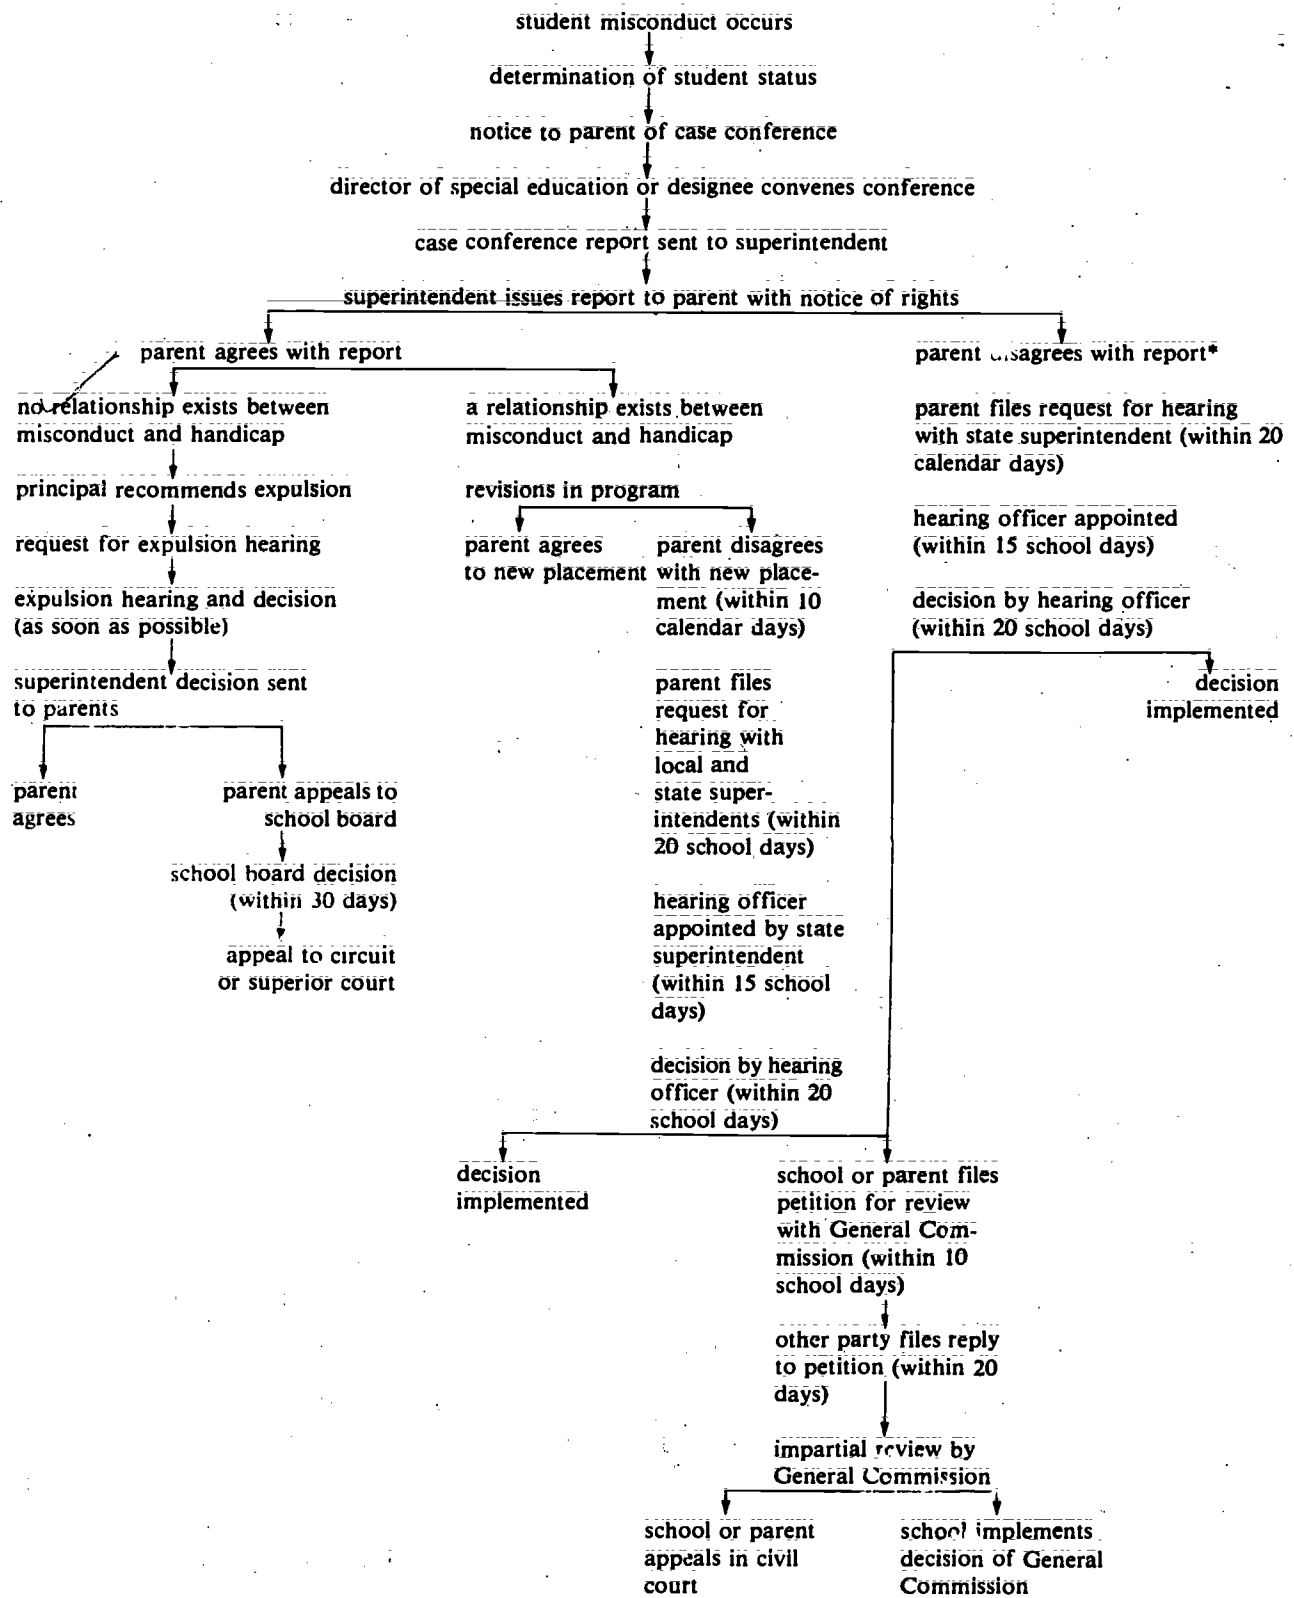 student misconduct occurs
determination of student status
notice to parent of case conference
director of special education or designee convenes conference
case conference report sent to superintendent
superintendent issues report to parent with notice of rights
parent agrees with report
no relationship exists between
misconduct and handicap
principal recommends expulsion
request for expulsion hearing
expulsion hearing and decision
(as soon as possible)
superintendent decision sent
to parents
parent
agrees
parent appeals to
school board
school board decision
(within 30 days)
appeal to circuit
or superior court
a relationship exists between
misconduct and handicap
revisions in program
parent agrees
to new placement
parent disagrees
with new place-
ment (within 10
calendar days)
parent files
request for
hearing with
local and
state super-
intendents (within
20 school days)
hearing officer
appointed by state
superintendent
(within 15 school
days)
decision by hearing
officer (within 20
school days)
decision
implemented
parent disagrees with report*
parent files request for hearing
with state superintendent (within 20
calendar days)
hearing officer appointed
(within 15 school days)
decision by hearing officer
(within 20 school days)
decision
implemented
school or parent files
petition for review
with General Com-
mission (within 10
school days)
other party files reply
to petition (within 20
days)
impartial review by
General Commission
school or parent
appeals in civil
court
school implements
decision of General
Commission